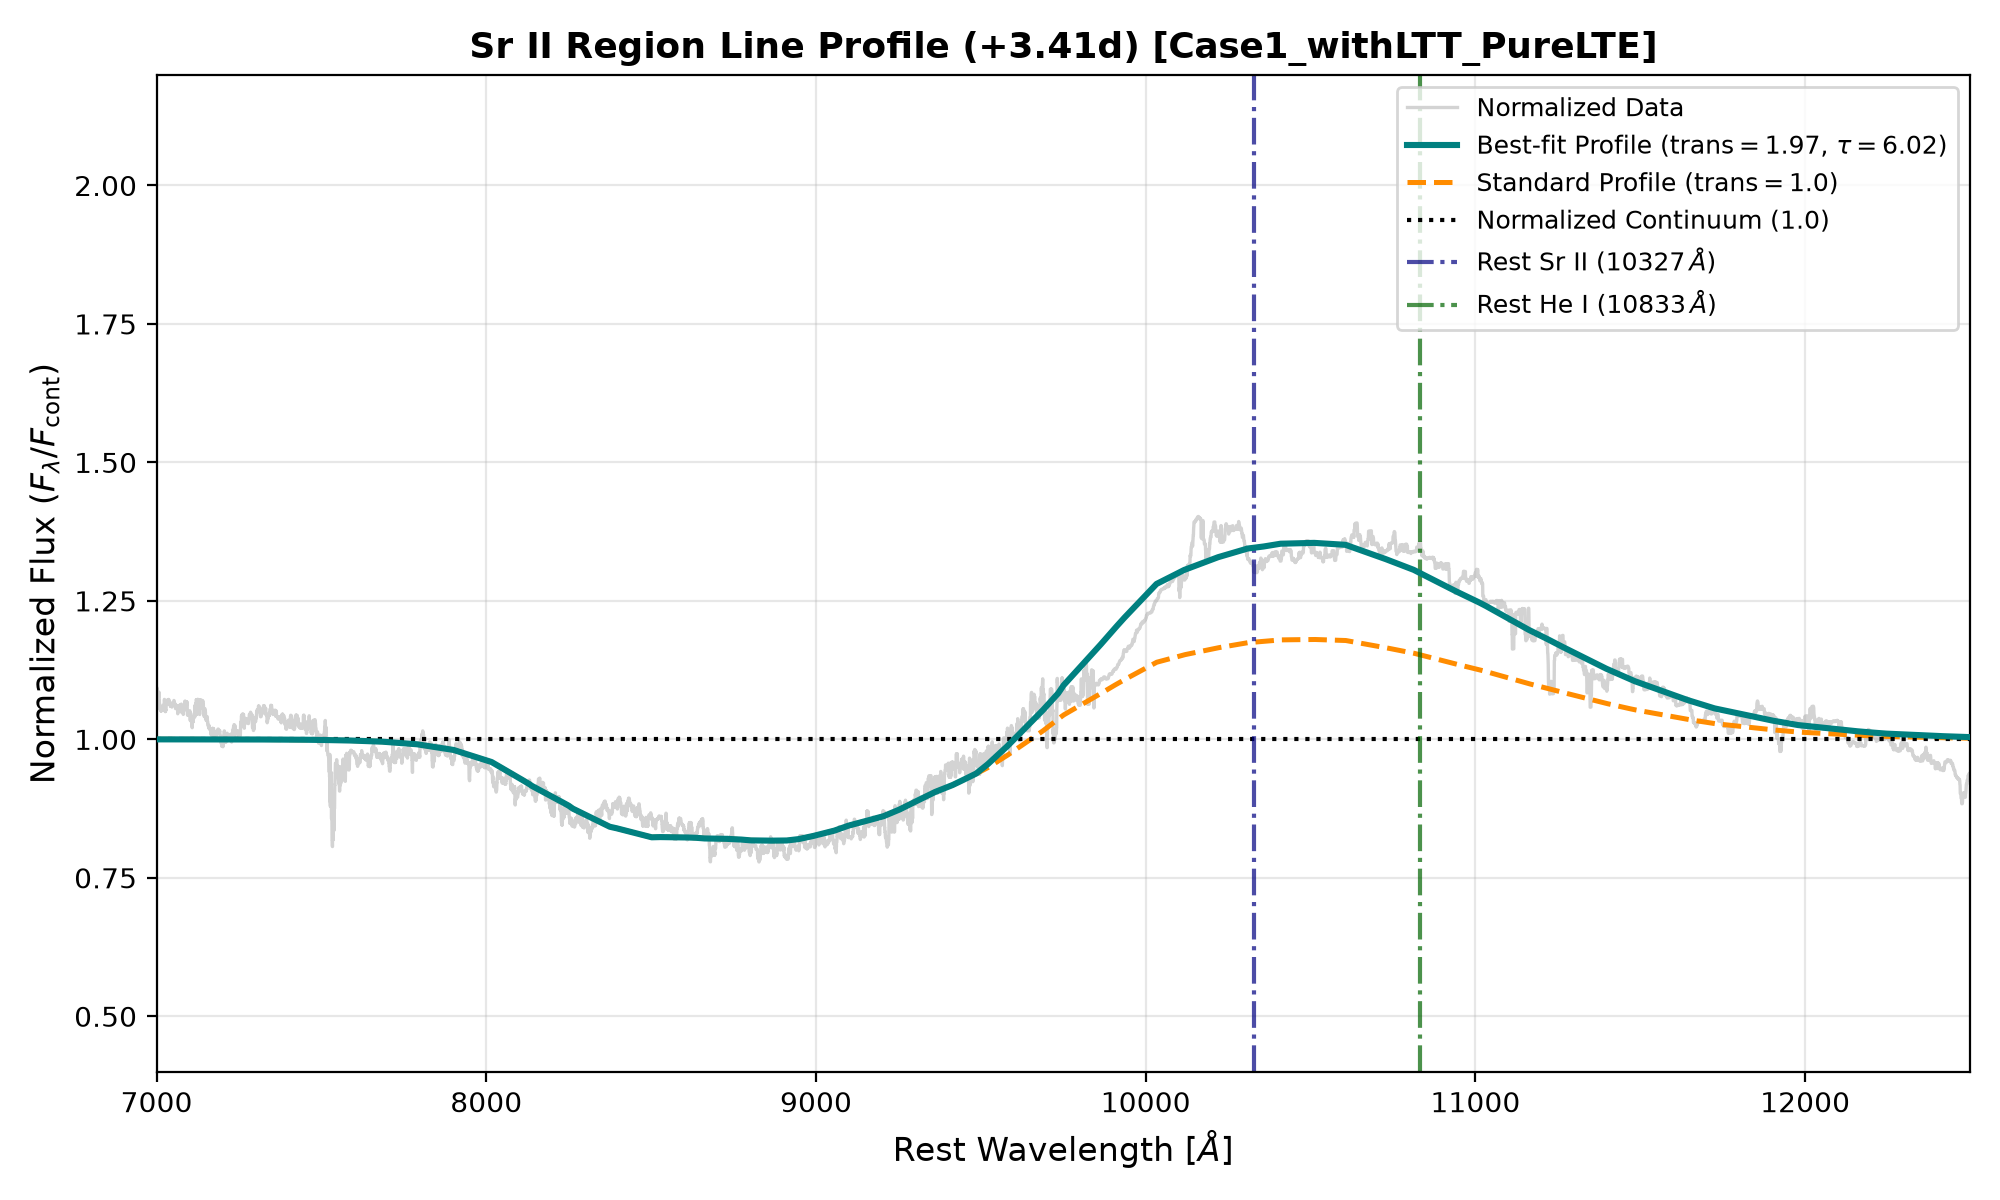 Sr II Region Line Profile (+3.41d) [Case1_withLTT_PureLTE]
Normalized Data
Best-fit Profile (trans = 1.97, τ = 6.02)
Standard Profile (trans = 1.0)
Normalized Continuum (1.0)
Rest Sr II (10327 Å)
Rest He I (10833 Å)
Normalized Flux (Fλ/Fcont)
2.00
1.75
1.50
1.25
1.00
0.75
0.50
7000 8000 9000 10000 11000 12000
Rest Wavelength [Å]